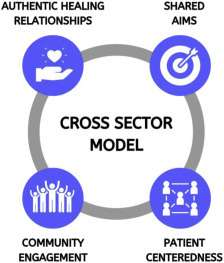 AUTHENTIC HEALING
RELATIONSHIPS
SHARED
AIMS
CROSS SECTOR
MODEL
COMMUNITY
ENGAGEMENT
PATIENT
CENTEREDNESS